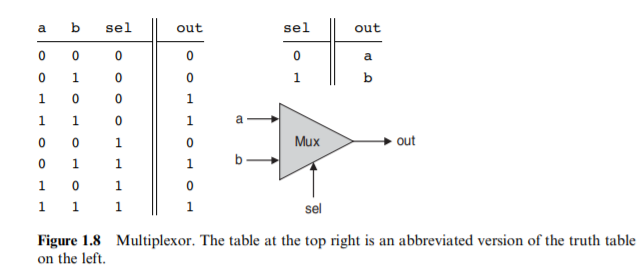 a b sel out
0 0 0 0
0 1 0 0
1 0 0 1
1 1 0 1
0 0 1 0
0 1 1 1
1 0 1 0
1 1 1 1
sel out
0 a
1 b
a
b
Mux
out
sel
Figure 1.8 Multiplexor. The table at the top right is an abbreviated version of the truth table
on the left.